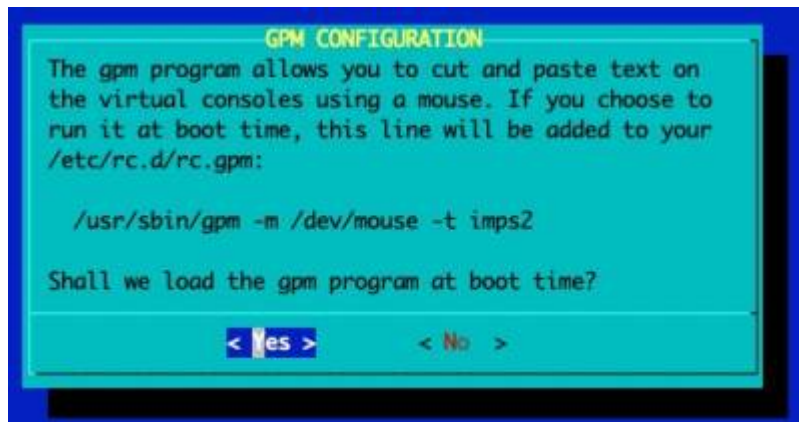 GPM CONFIGURATION
The gpm program allows you to cut and paste text on
the virtual consoles using a mouse. If you choose to
run it at boot time, this line will be added to your
/etc/rc.d/rc.gpm:
/usr/sbin/gpm -m /dev/mouse -t imps2
Shall we load the gpm program at boot time?
< Yes > < No >